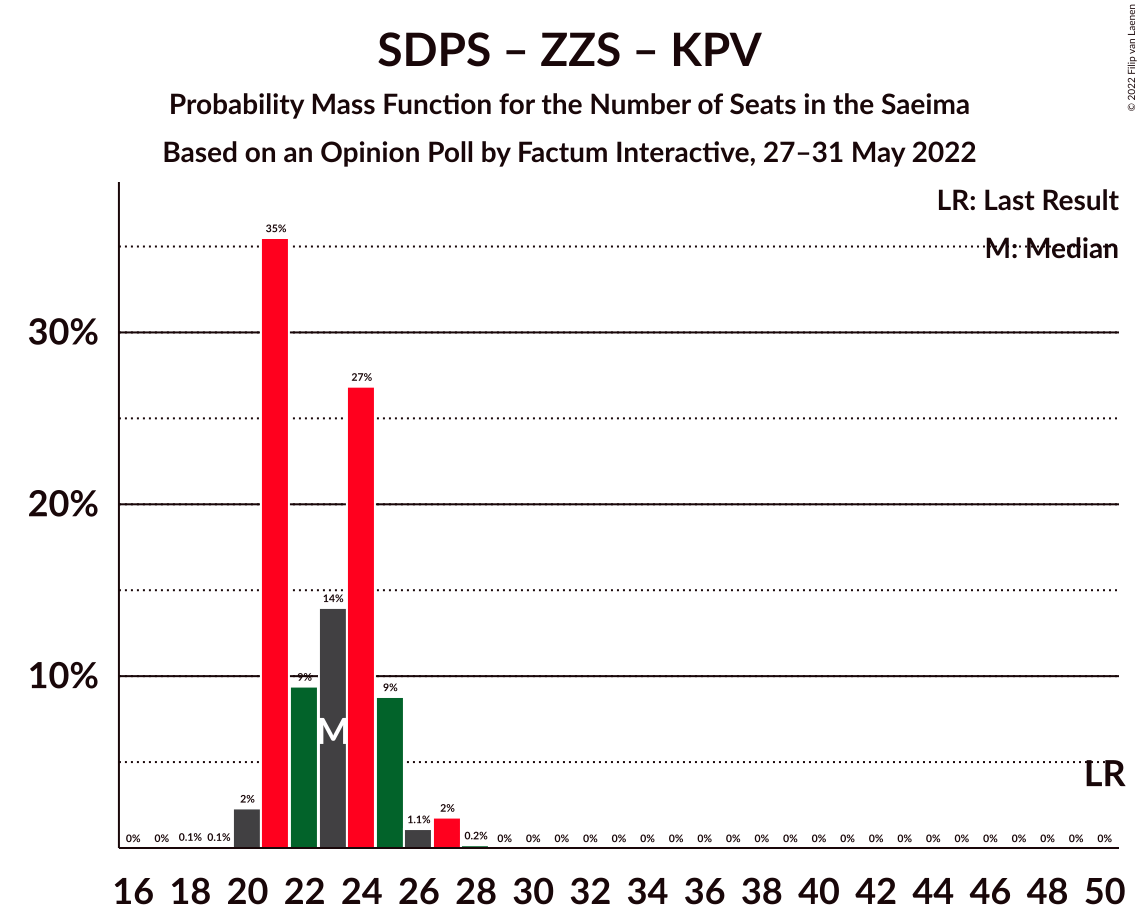 SDPS – ZZS – KPV
Probability Mass Function for the Number of Seats in the Saeima
Based on an Opinion Poll by Factum Interactive, 27–31 May 2022
© 2022 Filip van Laenen
LR: Last Result
M: Median
35%
30%
27%
20%
14%
10%
9%
9%
M
LR
2%
2%
1.1%
0% 0% 0.1% 0.1% 0.2% 0% 0% 0% 0% 0% 0% 0% 0% 0% 0% 0% 0% 0% 0% 0% 0% 0% 0% 0% 0% 0% 0%
16 18 20 22 24 26 28 30 32 34 36 38 40 42 44 46 48 50